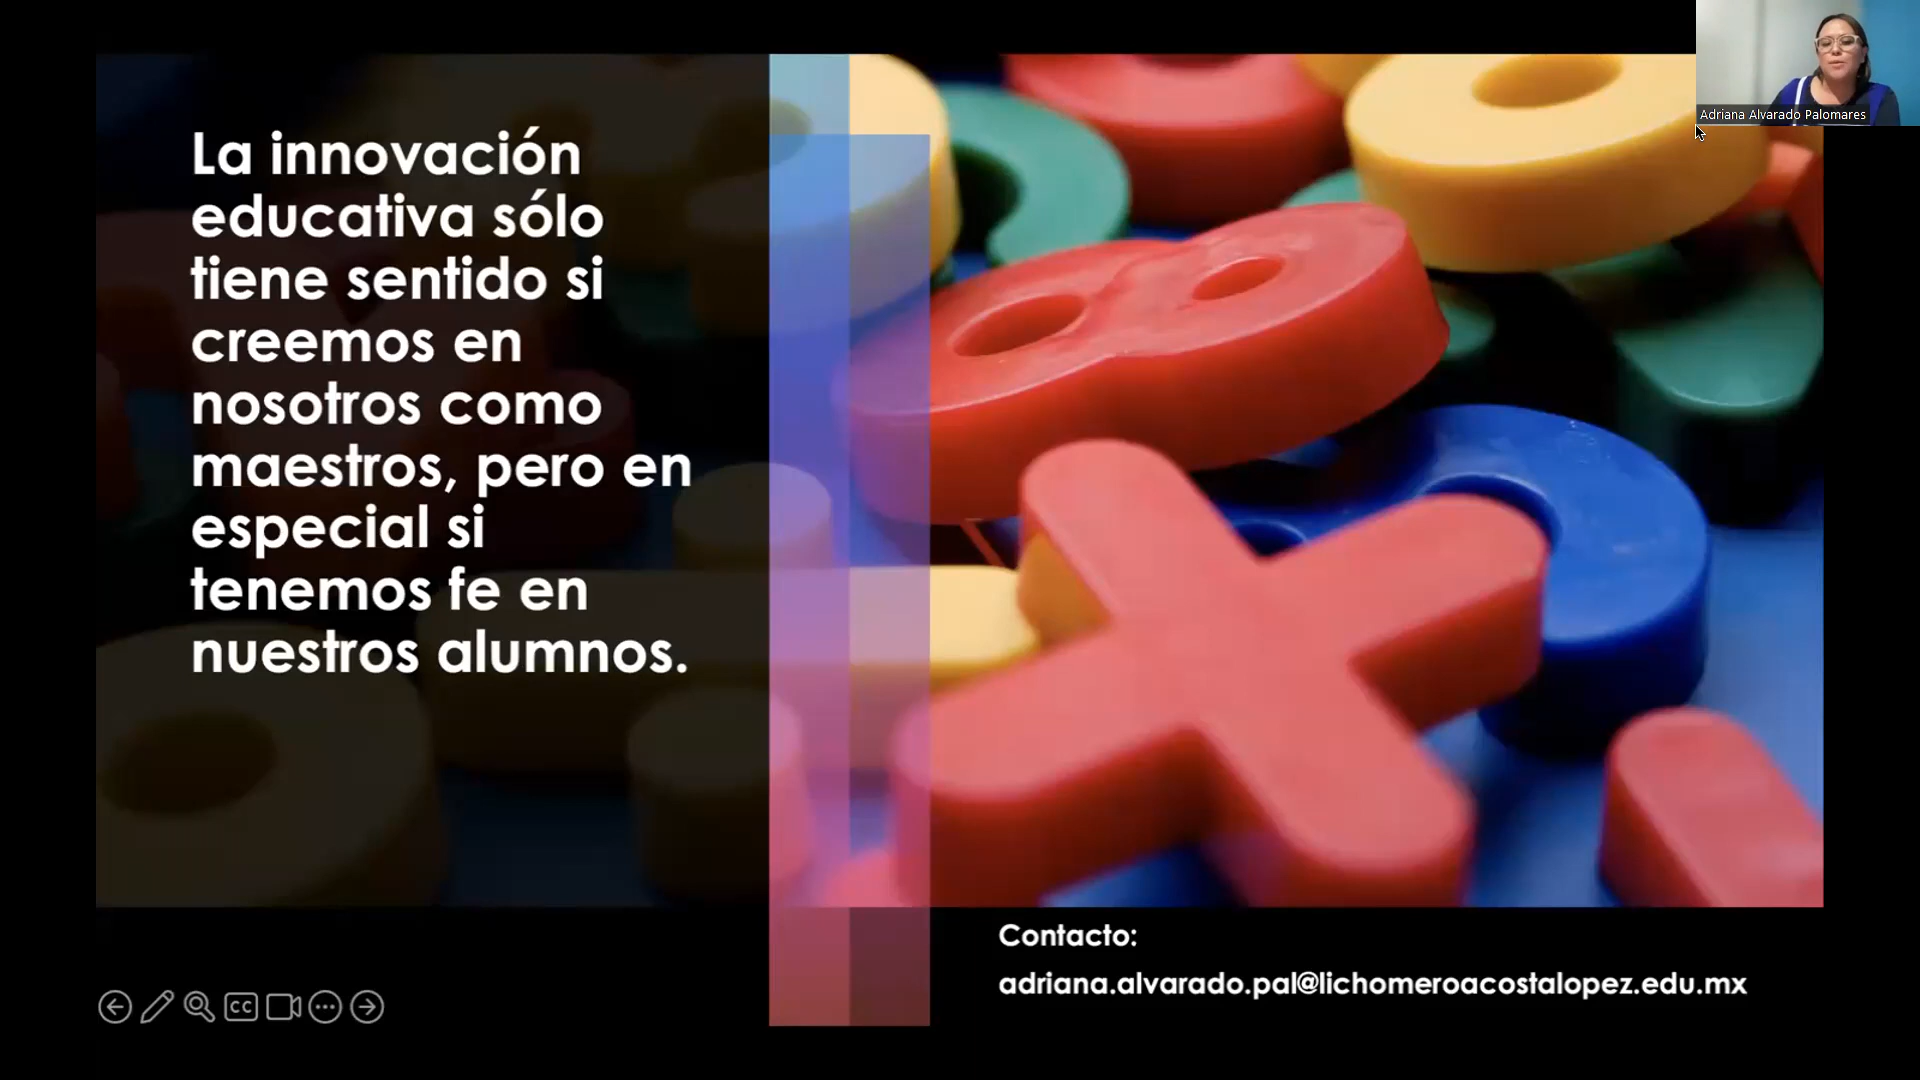 La innovación
educativa sólo
tiene sentido si
creemos en
nosotros como
maestros, pero en
especial si
tenemos fe en
nuestros alumnos.
Adriana Alvarado Palomares
Contacto:
adriana.alvarado.pal@lichomeroacostalopez.edu.mx
CC